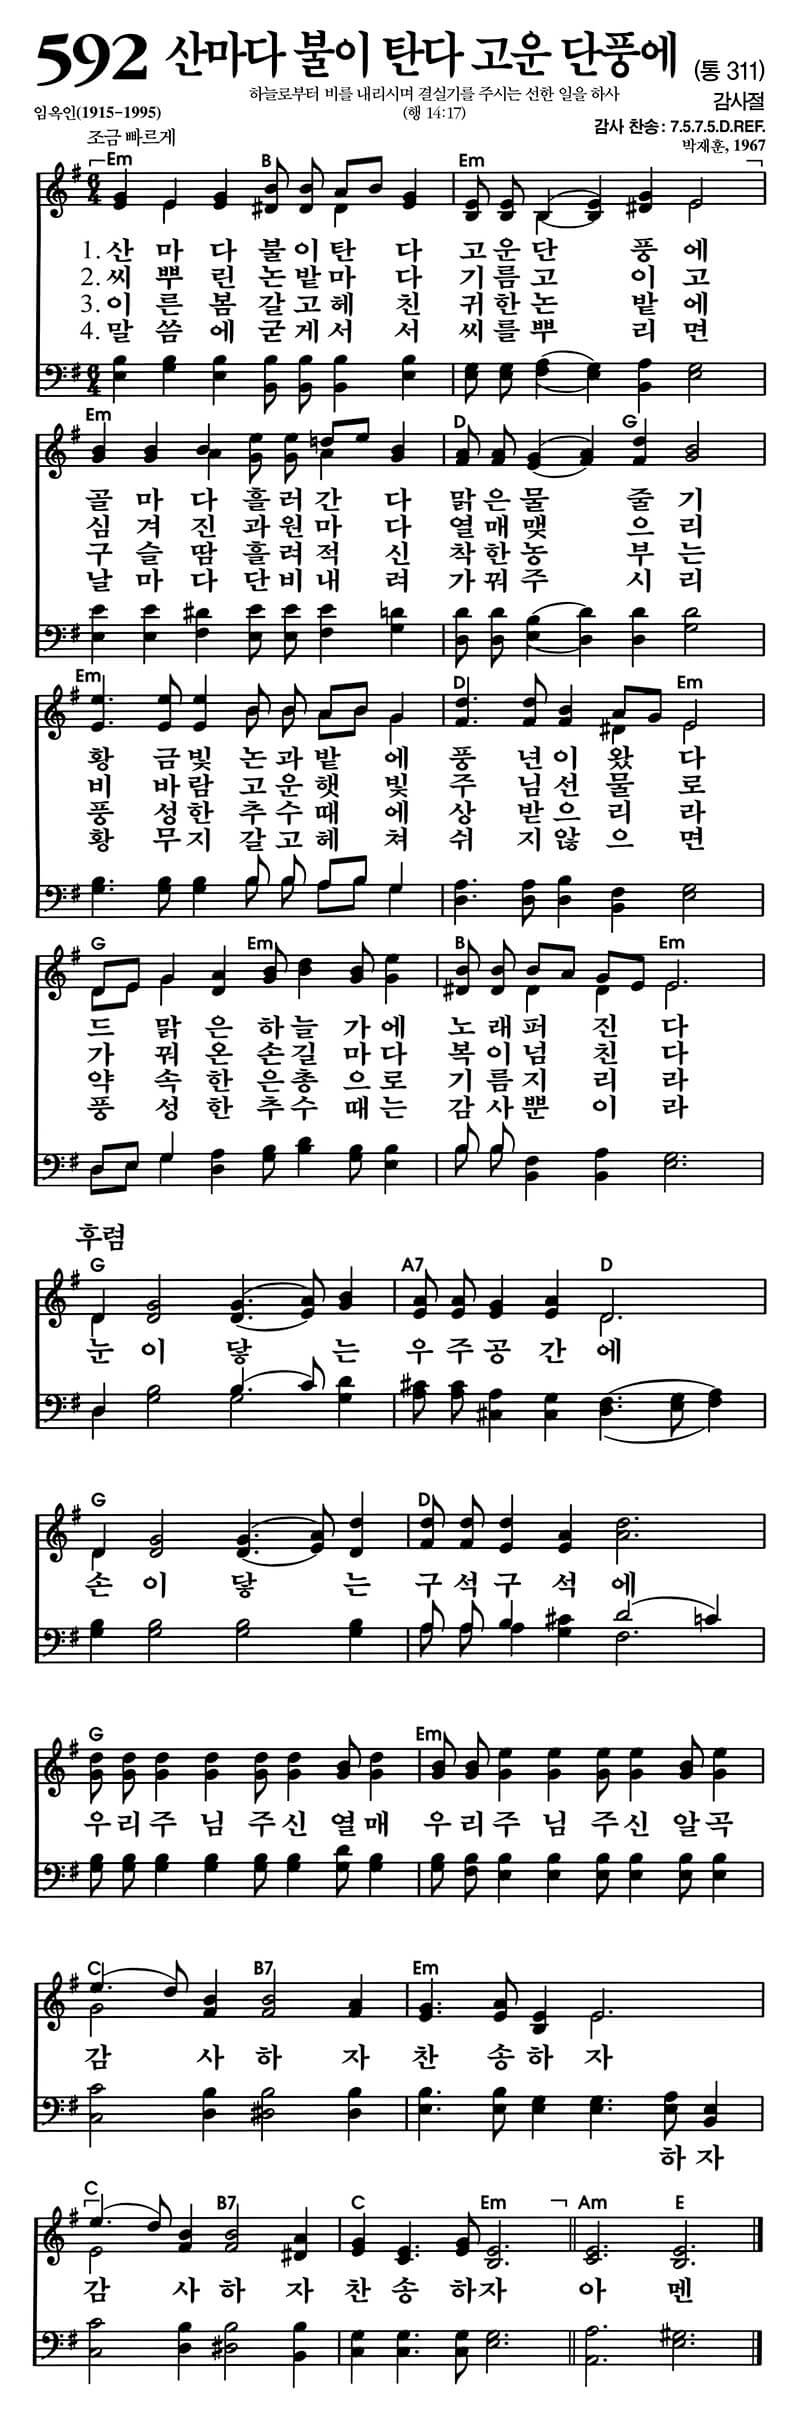 592 산마다 불이 탄다 고운 단풍에 (통 311)
하늘로부터 비를 내리시며 결실기를 주시는 선한 일을 하사
감사절
임옥인(1915-1995)
(행 14:17)
감사 찬송: 7.5.7.5.D.REF.
조금 빠르게
박재훈, 1967
Em B Em
6 4
1. 산 마 다 불 이 탄 다 고 운 단 풍 에
2. 씨 뿌 린 논 밭 마 다 기 름 고 이 고
3. 이 른 봄 갈 고 헤 친 귀 한 논 밭 에
4. 말 씀 에 굳 게 서 서 씨 를 뿌 리 면
6 4
Em D G
골 마 다 흘 러 간 다 맑 은 물 줄 기
심 겨 진 과 원 마 다 열 매 맺 으 리
구 슬 땀 흘 려 적 신 착 한 농 부 는
날 마 다 단 비 내 려 가 꿔 주 시 리
Em D Em
황 금 빛 논 과 밭 에 풍 년 이 왔 다
비 바 람 고 운 햇 빛 주 님 선 물 로
풍 성 한 추 수 때 에 상 받 으 리 라
황 무 지 갈 고 헤 쳐 쉬 지 않 으 면
G Em B Em
드 맑 은 하 늘 가 에 노 래 퍼 진 다
가 꿔 온 손 길 마 다 복 이 넘 친 다
약 속 한 은 총 으 로 기 름 지 리 라
풍 성 한 추 수 때 는 감 사 뿐 이 라
후렴
G A7 D
눈 이 닿 는 우 주 공 간 에
G D
손 이 닿 는 구 석 구 석 에
G Em
우 리 주 님 주 신 열 매 우 리 주 님 주 신 알 곡
C B7 Em
감 사 하 자 찬 송 하 자
하 자
C B7 C Em Am E
감 사 하 자 찬 송 하 자 아 멘